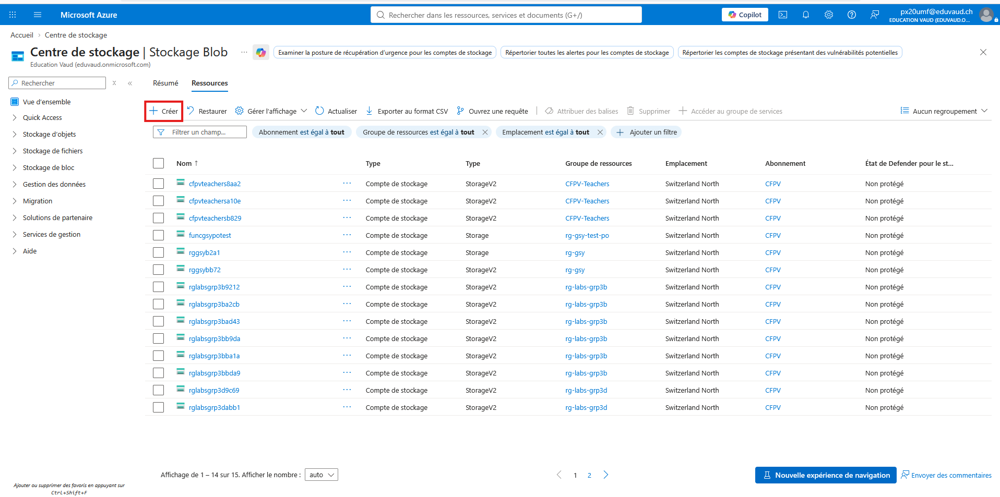 Microsoft Azure
Rechercher dans les ressources, services et documents (G+/)
Copilot
px20umf@eduvaud.ch
EDUCATION VAUD (EDUVAUD.O...
Accueil > Centre de stockage
Centre de stockage | Stockage Blob
...
Examiner la posture de récupération d'urgence pour les comptes de stockage
Répertorier toutes les alertes pour les comptes de stockage
Répertorier les comptes de stockage présentant des vulnérabilités potentielles
Education Vaud (eduvaud.onmicrosoft.com)
Rechercher
Résumé
Ressources
Vue d'ensemble
Quick Access
Stockage d'objets
Stockage de fichiers
Stockage de bloc
Gestion des données
Migration
Solutions de partenaire
Services de gestion
Aide
Créer
Restaurer
Gérer l'affichage
Actualiser
Exporter au format CSV
Ouvrez une requête
Attribuer des balises
Supprimer
Accéder au groupe de services
Aucun regroupement
Filtrer un champ...
Abonnement est égal à tout
Groupe de ressources est égal à tout
Emplacement est égal à tout
Ajouter un filtre
Nom ↑ Type Type Groupe de ressources Emplacement Abonnement État de Defender pour le st...
cfpvteachers8aa2 ... Compte de stockage StorageV2 CFPV-Teachers Switzerland North CFPV Non protégé
cfpvteachersa10e ... Compte de stockage StorageV2 CFPV-Teachers Switzerland North CFPV Non protégé
cfpvteachersb829 ... Compte de stockage StorageV2 CFPV-Teachers Switzerland North CFPV Non protégé
funcgsypotest ... Compte de stockage Storage rg-gsy-test-po Switzerland North CFPV Non protégé
rggsyb2a1 ... Compte de stockage Storage rg-gsy Switzerland North CFPV Non protégé
rggsybb72 ... Compte de stockage StorageV2 rg-gsy Switzerland North CFPV Non protégé
rglabsgrp3b9212 ... Compte de stockage StorageV2 rg-labs-grp3b Switzerland North CFPV Non protégé
rglabsgrp3ba2cb ... Compte de stockage StorageV2 rg-labs-grp3b Switzerland North CFPV Non protégé
rglabsgrp3bad43 ... Compte de stockage StorageV2 rg-labs-grp3b Switzerland North CFPV Non protégé
rglabsgrp3bb9da ... Compte de stockage StorageV2 rg-labs-grp3b Switzerland North CFPV Non protégé
rglabsgrp3bba1a ... Compte de stockage StorageV2 rg-labs-grp3b Switzerland North CFPV Non protégé
rglabsgrp3bbda9 ... Compte de stockage StorageV2 rg-labs-grp3b Switzerland North CFPV Non protégé
rglabsgrp3d9c69 ... Compte de stockage StorageV2 rg-labs-grp3d Switzerland North CFPV Non protégé
rglabsgrp3dabb1 ... Compte de stockage StorageV2 rg-labs-grp3d Switzerland North CFPV Non protégé
Affichage de 1 – 14 sur 15. Afficher le nombre : auto
1 2
Nouvelle expérience de navigation
Envoyer des commentaires
Ajouter ou supprimer des favoris en appuyant sur
Ctrl+Shift+F